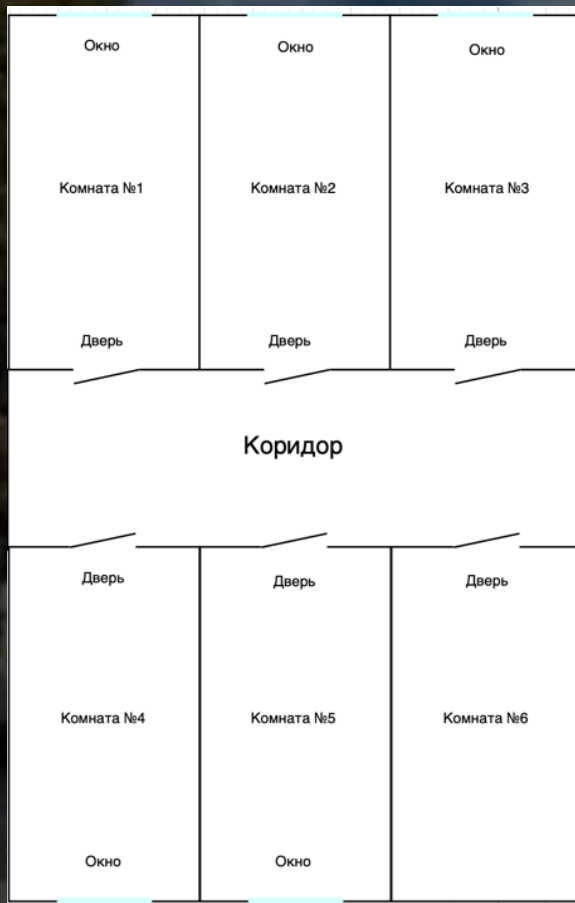 Окно
Окно
Окно
Комната №1
Комната №2
Комната №3
Дверь
Дверь
Дверь
Коридор
Дверь
Дверь
Дверь
Комната №4
Комната №5
Комната №6
Окно
Окно